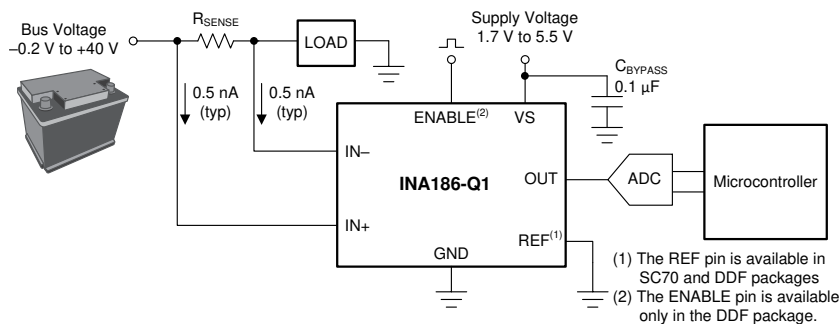 Bus Voltage
–0.2 V to +40 V
RSENSE
LOAD
Supply Voltage
1.7 V to 5.5 V
CBYPASS
0.1 µF
0.5 nA
(typ)
0.5 nA
(typ)
ENABLE(2)
VS
IN–
INA186-Q1
OUT
ADC
Microcontroller
IN+
REF(1)
GND
(1) The REF pin is available in
SC70 and DDF packages
(2) The ENABLE pin is available
only in the DDF package.